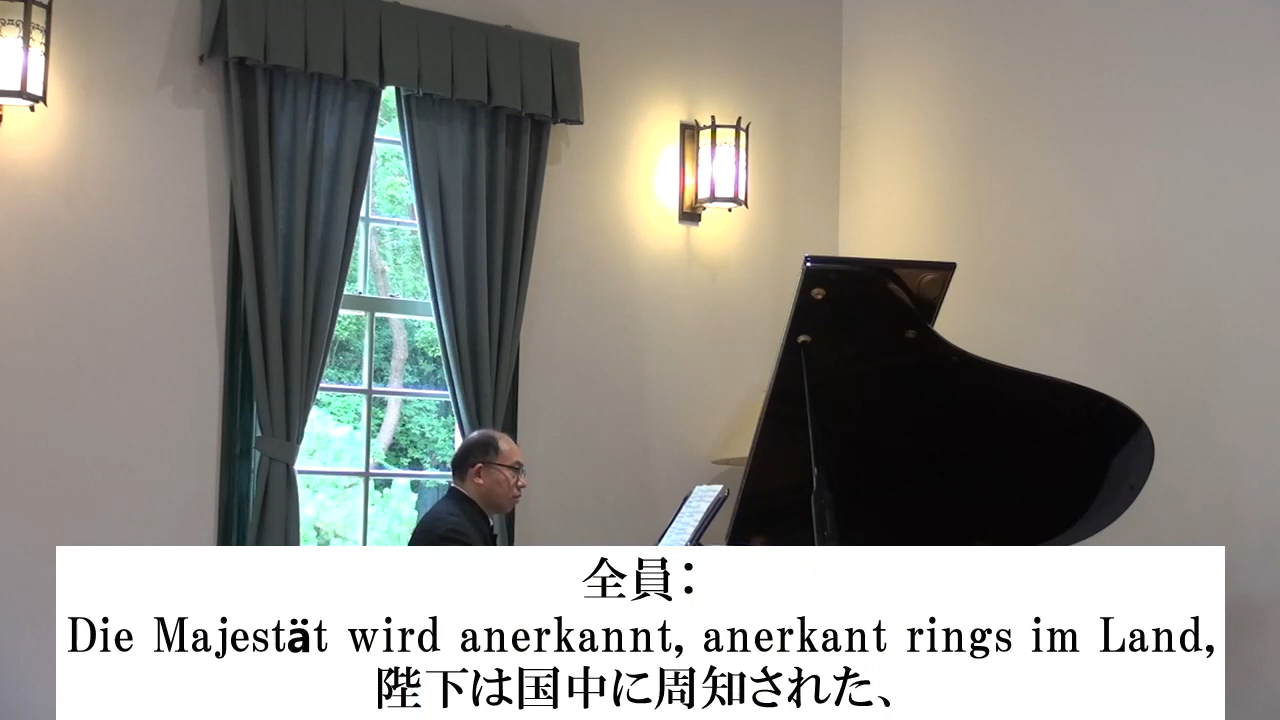 全員：
Die Majestät wird anerkannt, anerkant rings im Land,
陛下は国中に周知された、